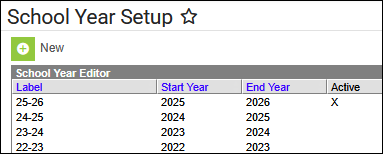 School Year Setup
New
School Year Editor
Label Start Year End Year Active
25-26 2025 2026 X
24-25 2024 2025
23-24 2023 2024
22-23 2022 2023